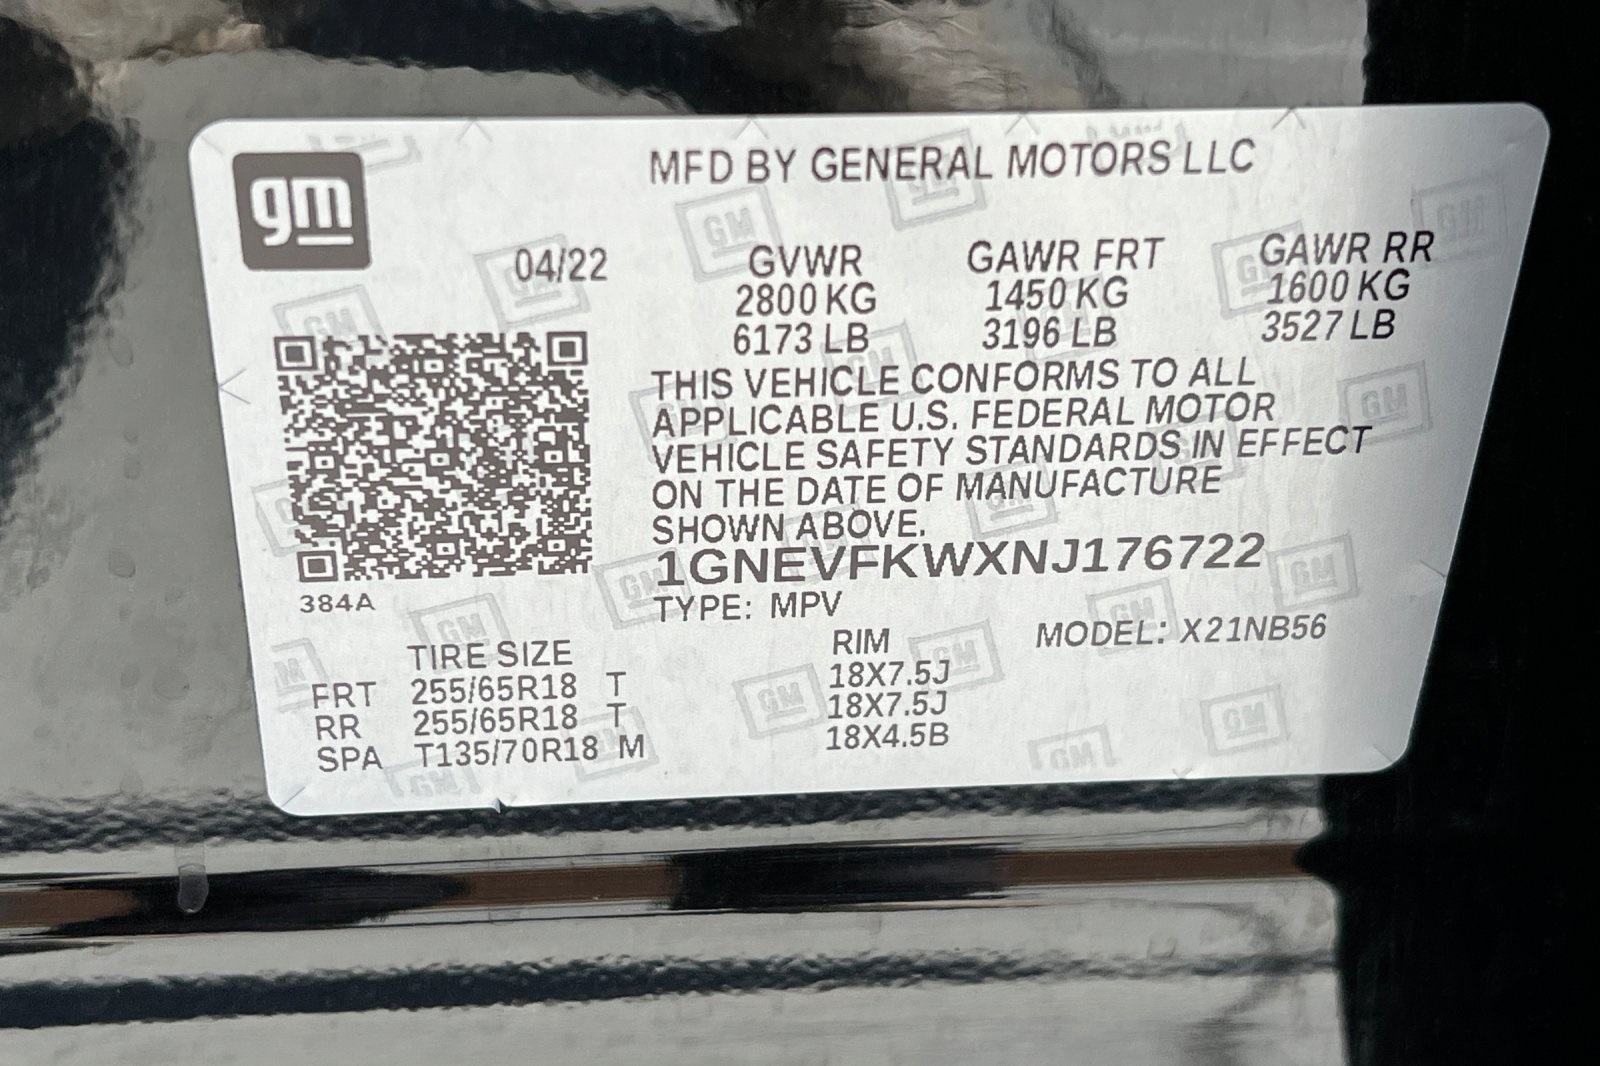 gm
MFD BY GENERAL MOTORS LLC
04/22 GVWR GAWR FRT GAWR RR
2800 KG 1450 KG 1600 KG
6173 LB 3196 LB 3527 LB
THIS VEHICLE CONFORMS TO ALL
APPLICABLE U.S. FEDERAL MOTOR
VEHICLE SAFETY STANDARDS IN EFFECT
ON THE DATE OF MANUFACTURE
SHOWN ABOVE.
1GNEVFKWXNJ176722
384A
TYPE: MPV MODEL: X21NB56
TIRE SIZE RIM
FRT 255/65R18 T 18X7.5J
RR 255/65R18 T 18X7.5J
SPA T135/70R18 M 18X4.5B